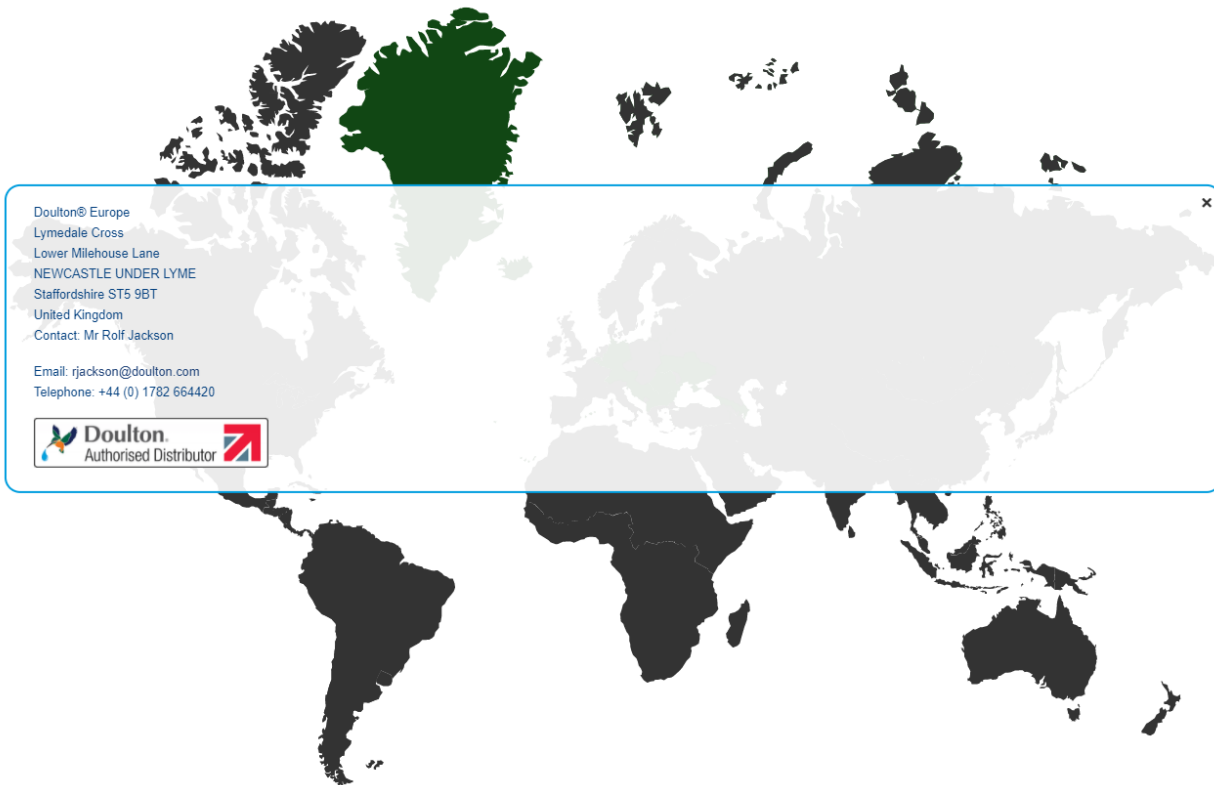 Doulton® Europe
Lymedale Cross
Lower Milehouse Lane
NEWCASTLE UNDER LYME
Staffordshire ST5 9BT
United Kingdom
Contact: Mr Rolf Jackson
Email: rjackson@doulton.com
Telephone: +44 (0) 1782 664420
Doulton®
Authorised Distributor